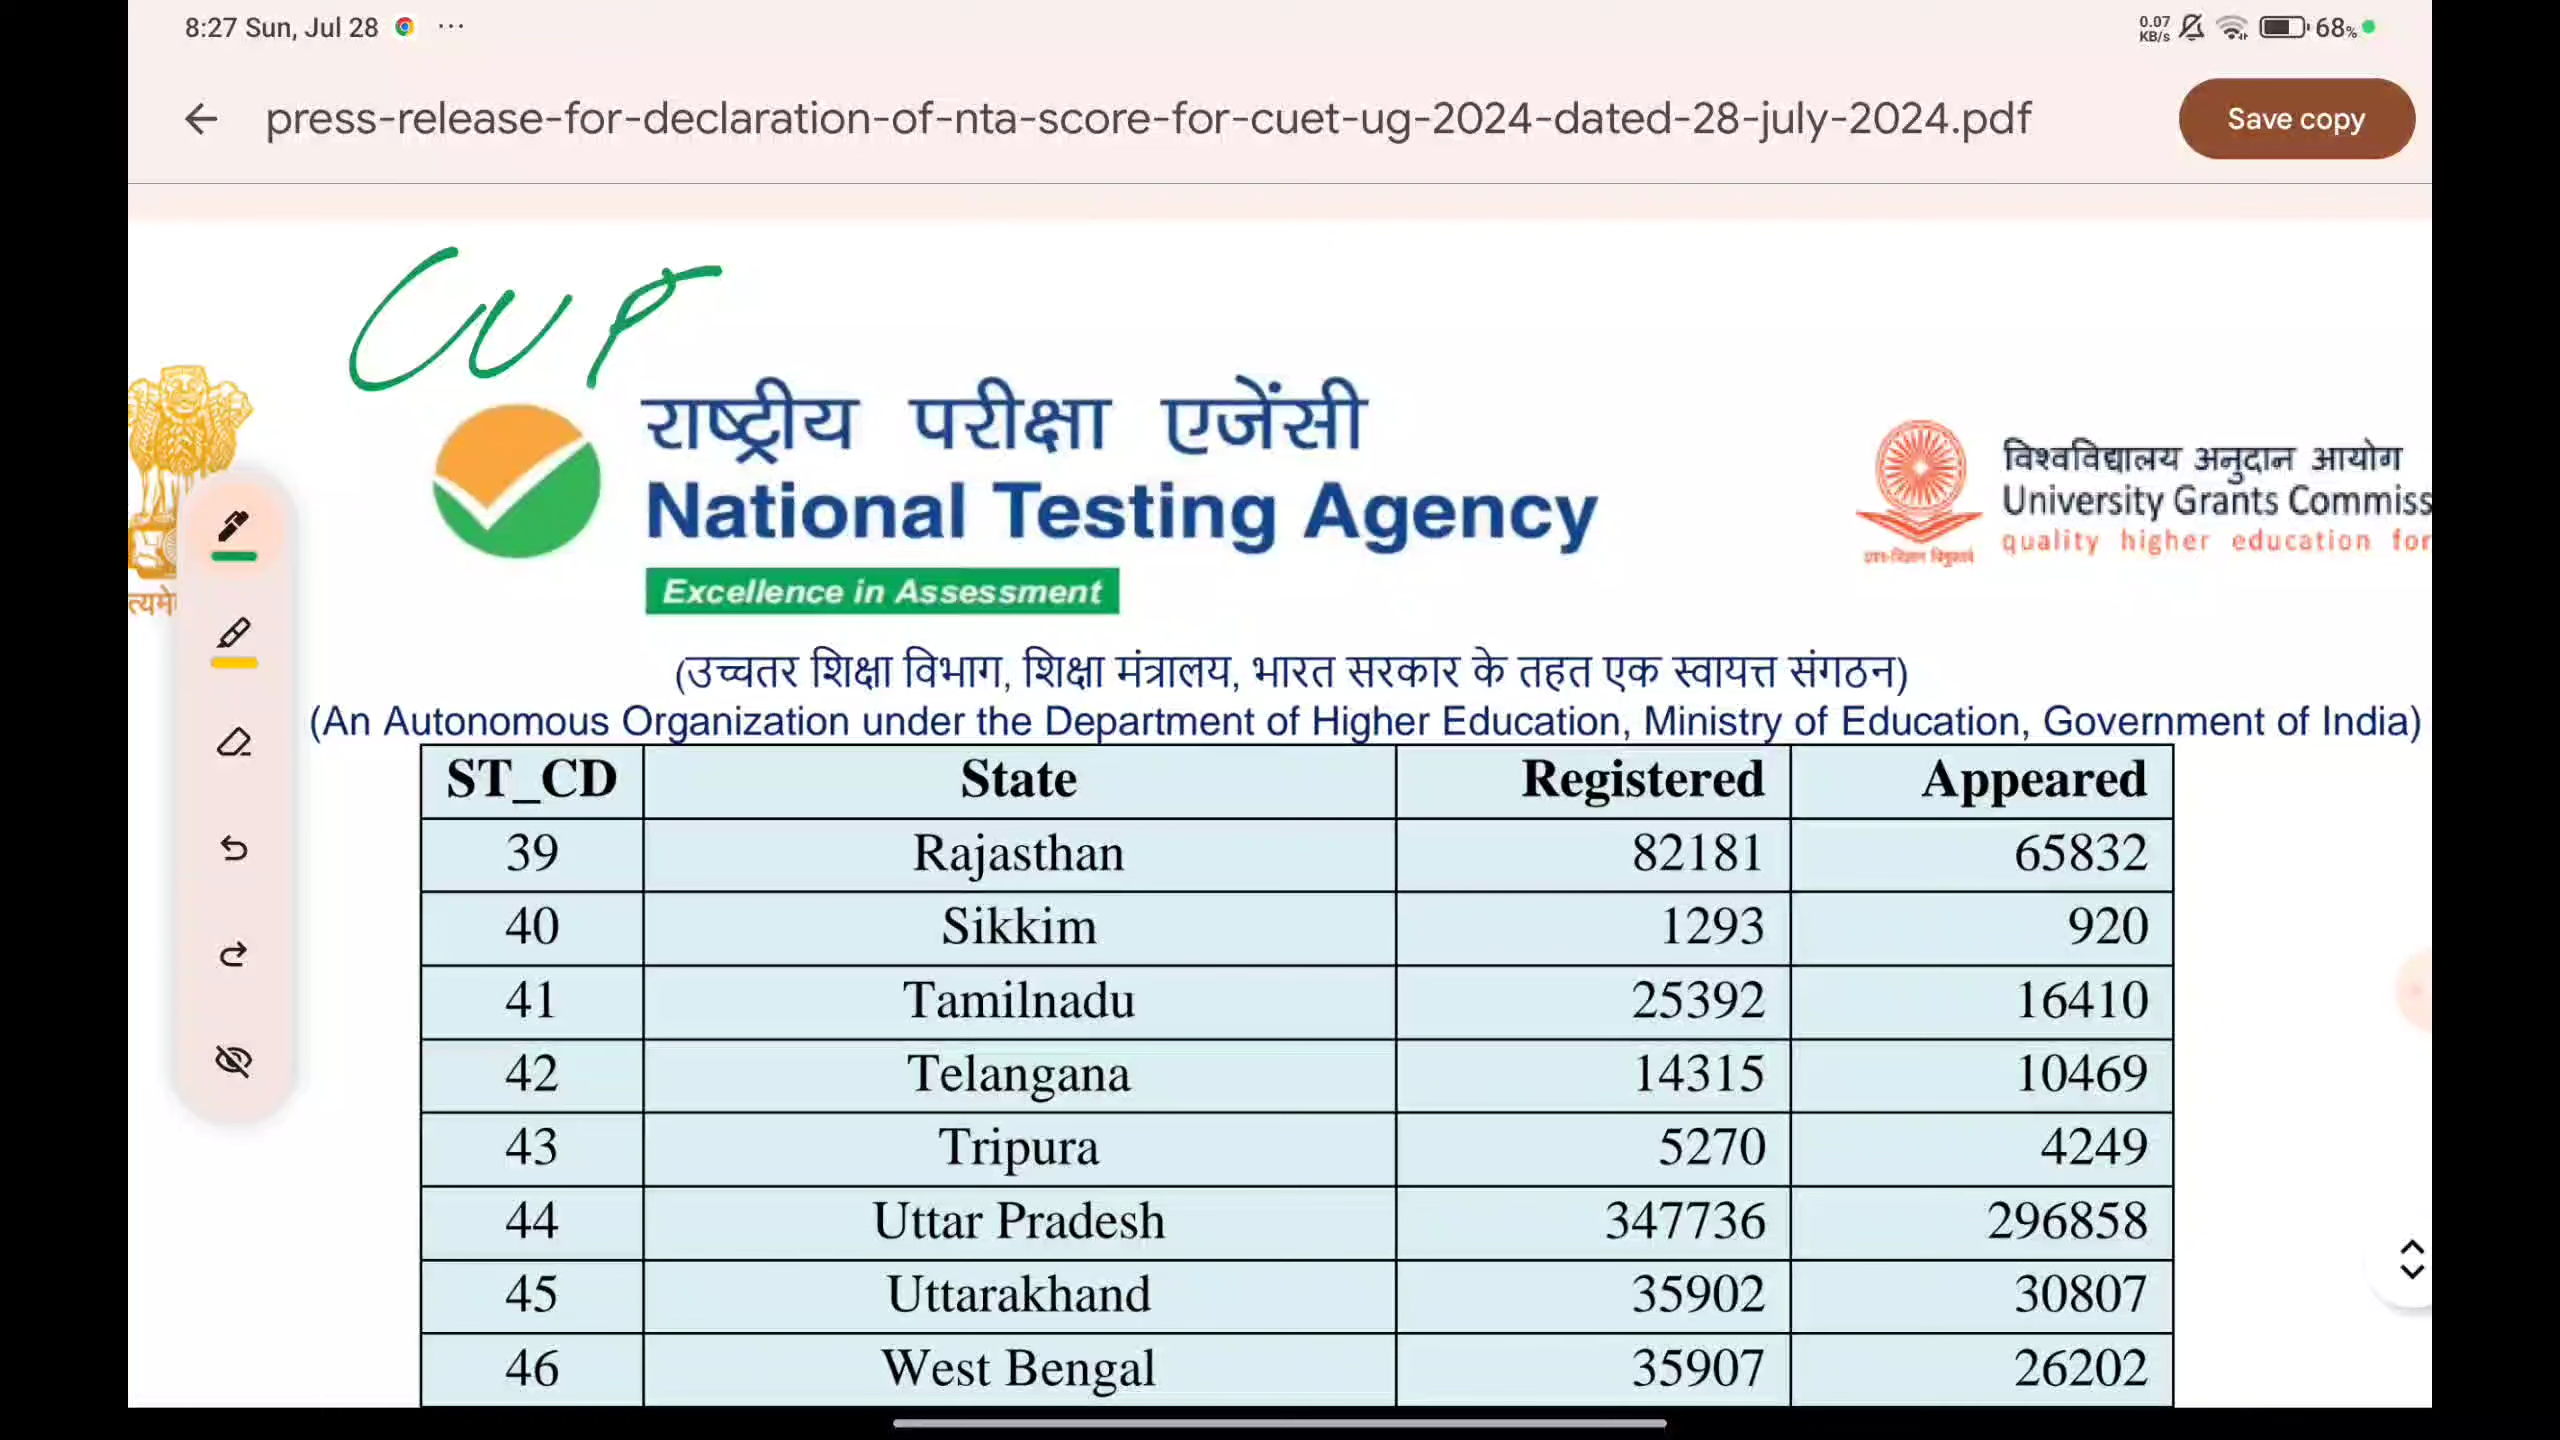 8:27 Sun, Jul 28 ...
0.07 KB/s 68%
press-release-for-declaration-of-nta-score-for-cuet-ug-2024-dated-28-july-2024.pdf
Save copy
राष्ट्रीय परीक्षा एजेंसी
National Testing Agency
Excellence in Assessment
विश्वविद्यालय अनुदान आयोग
University Grants Commiss
quality higher education for
त्यमे
(उच्चतर शिक्षा विभाग, शिक्षा मंत्रालय, भारत सरकार के तहत एक स्वायत्त संगठन)
(An Autonomous Organization under the Department of Higher Education, Ministry of Education, Government of India)
ST_CD State Registered Appeared
39 Rajasthan 82181 65832
40 Sikkim 1293 920
41 Tamilnadu 25392 16410
42 Telangana 14315 10469
43 Tripura 5270 4249
44 Uttar Pradesh 347736 296858
45 Uttarakhand 35902 30807
46 West Bengal 35907 26202